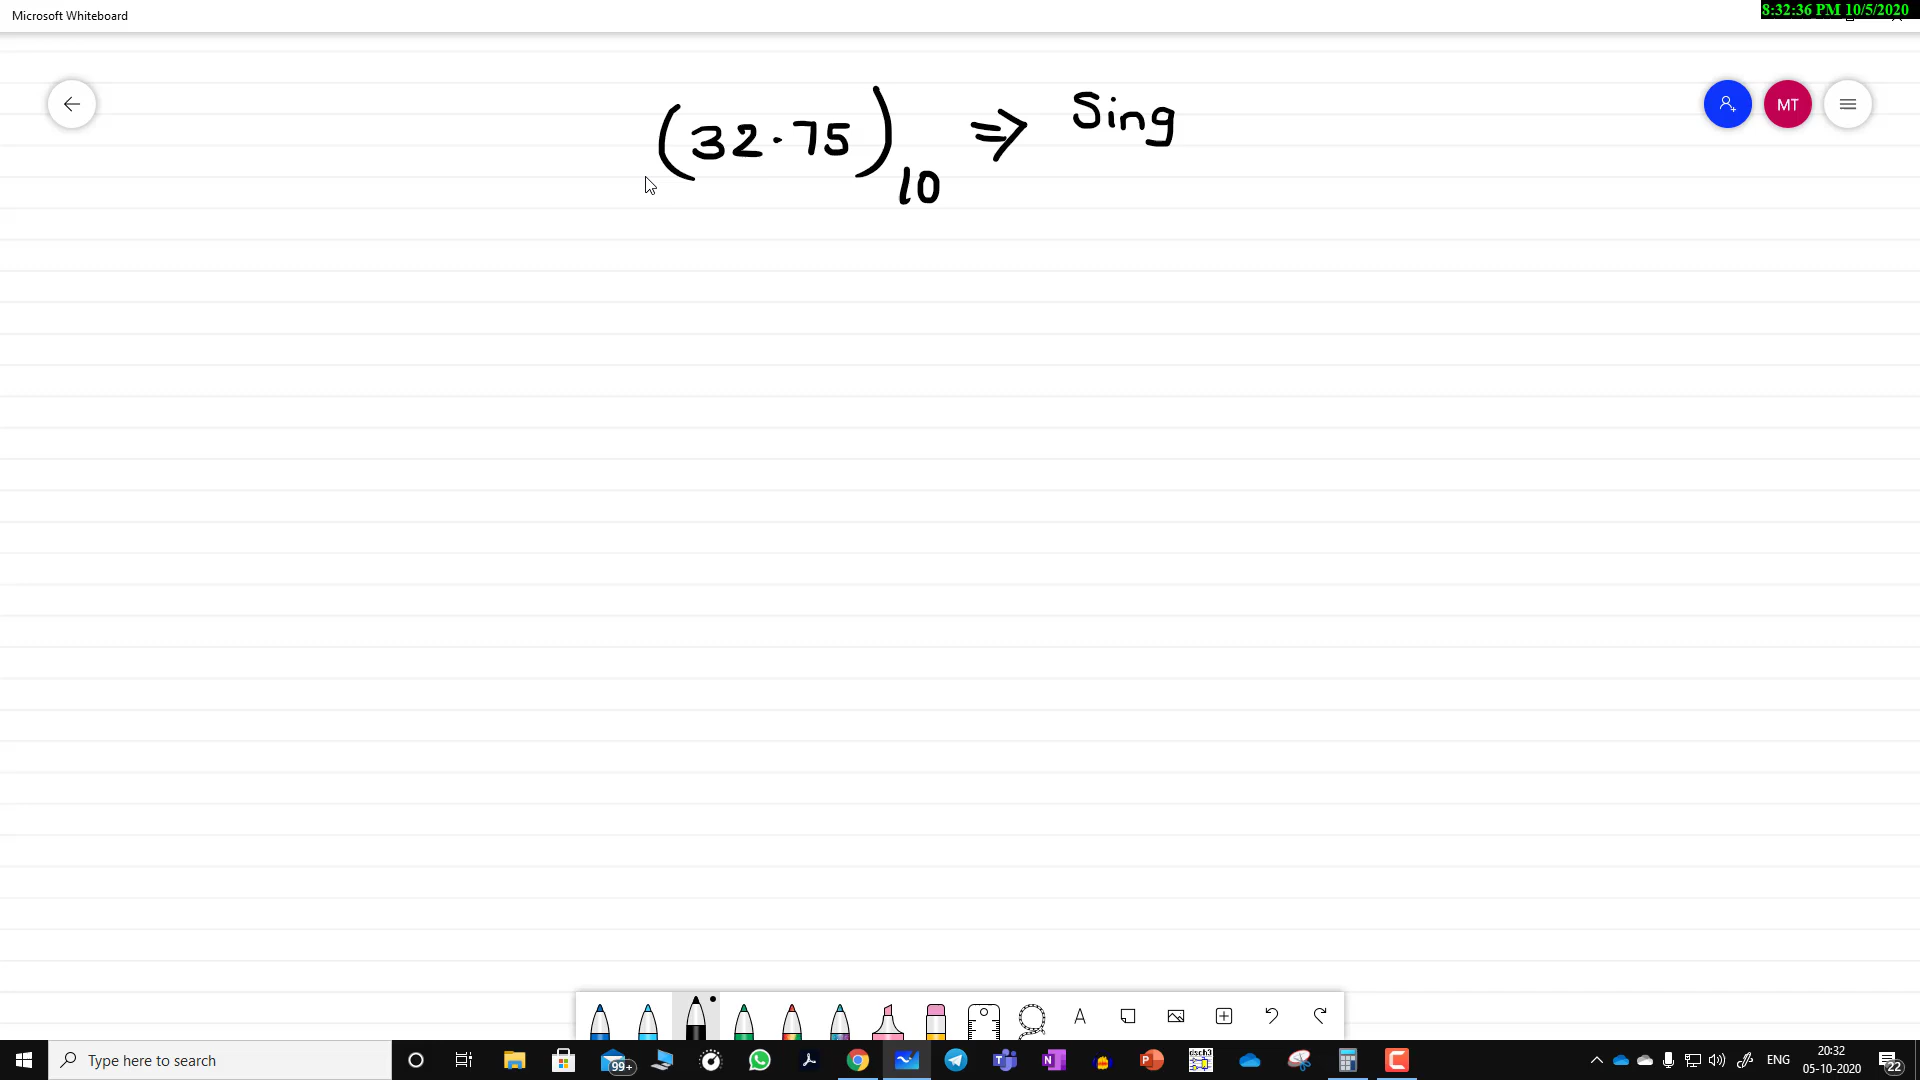 Microsoft Whiteboard
8:32:36 PM 10/5/2020
(32.75)10 ⇒ Sing
MT
A
Type here to search
99+
ENG
20:32
05-10-2020
22